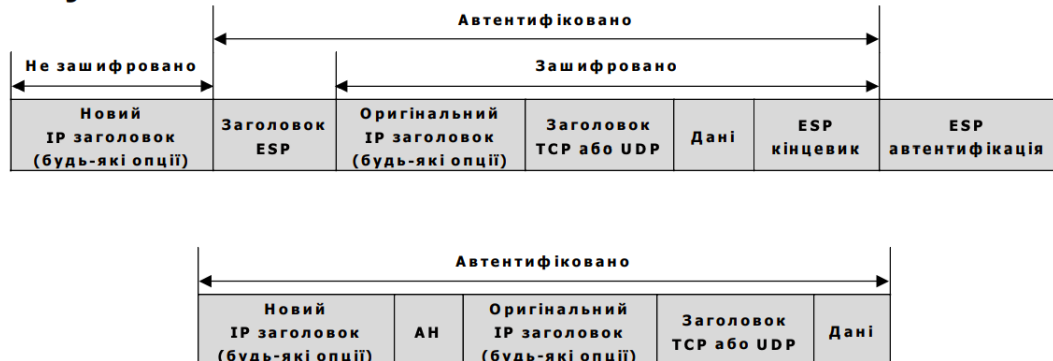 Автентифіковано
Не зашифровано
Зашифровано
Новий
IP заголовок
(будь-які опції)
Заголовок
ESP
Оригінальний
IP заголовок
(будь-які опції)
Заголовок
TCP або UDP
Дані
ESP
кінцевик
ESP
автентифікація
Автентифіковано
Новий
IP заголовок
(будь-які опції)
АН
Оригінальний
IP заголовок
(будь-які опції)
Заголовок
TCP або UDP
Дані